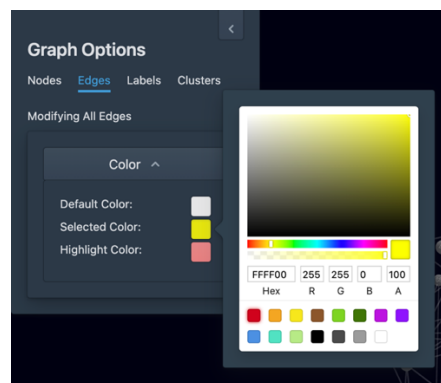 Graph Options
Nodes Edges Labels Clusters
Modifying All Edges
Color
Default Color:
Selected Color:
Highlight Color:
FFFF00 255 255 0 100
Hex R G B A